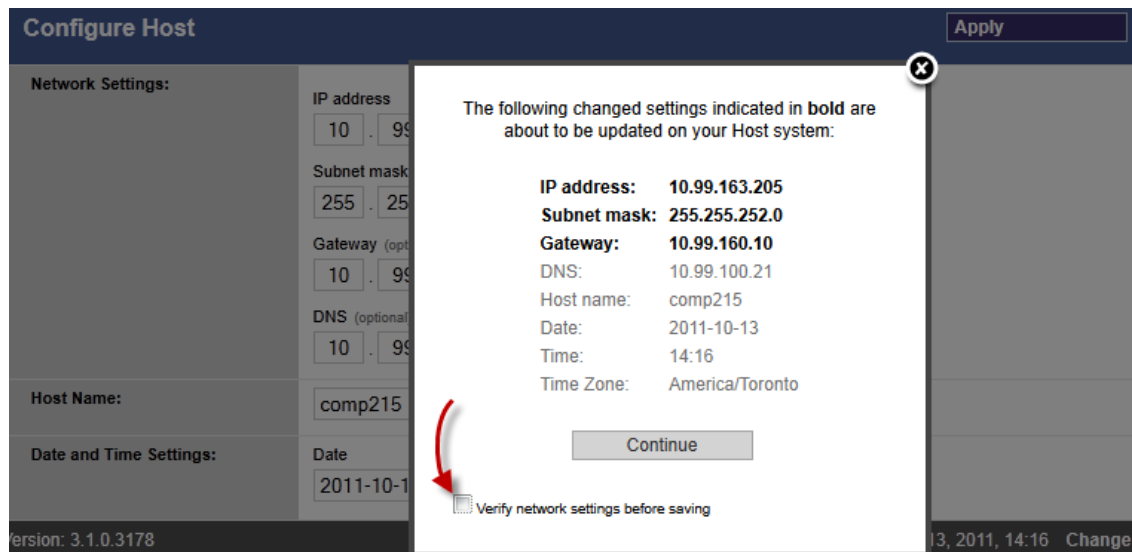 Configure Host
Apply
Network Settings:
IP address
10 . 99
Subnet mask
255 . 25
Gateway (opt
10 . 99
DNS (optional
10 . 99
Host Name:
comp215
Date and Time Settings:
Date
2011-10-1
The following changed settings indicated in bold are
about to be updated on your Host system:
IP address: 10.99.163.205
Subnet mask: 255.255.252.0
Gateway: 10.99.160.10
DNS: 10.99.100.21
Host name: comp215
Date: 2011-10-13
Time: 14:16
Time Zone: America/Toronto
Continue
Verify network settings before saving
ersion: 3.1.0.3178
13, 2011, 14:16 Change